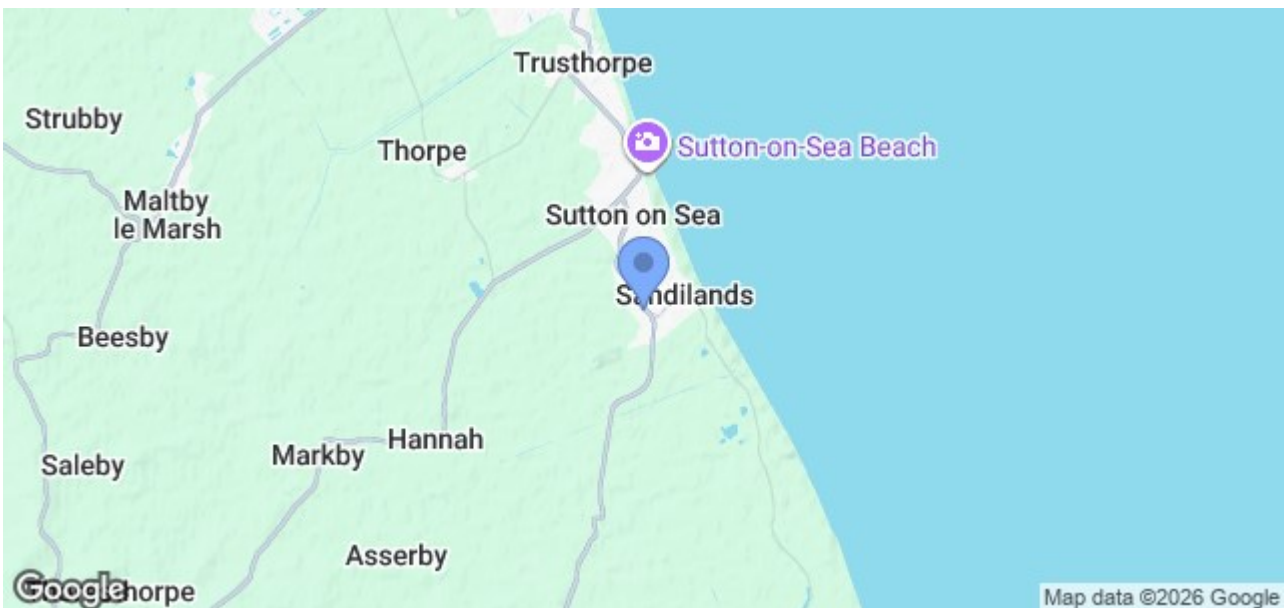 Trusthorpe
Strubby
Sutton-on-Sea Beach
Thorpe
Maltby
le Marsh
Sutton on Sea
Sandilands
Beesby
Hannah
Markby
Saleby
Asserby
Google
Map data ©2026 Google